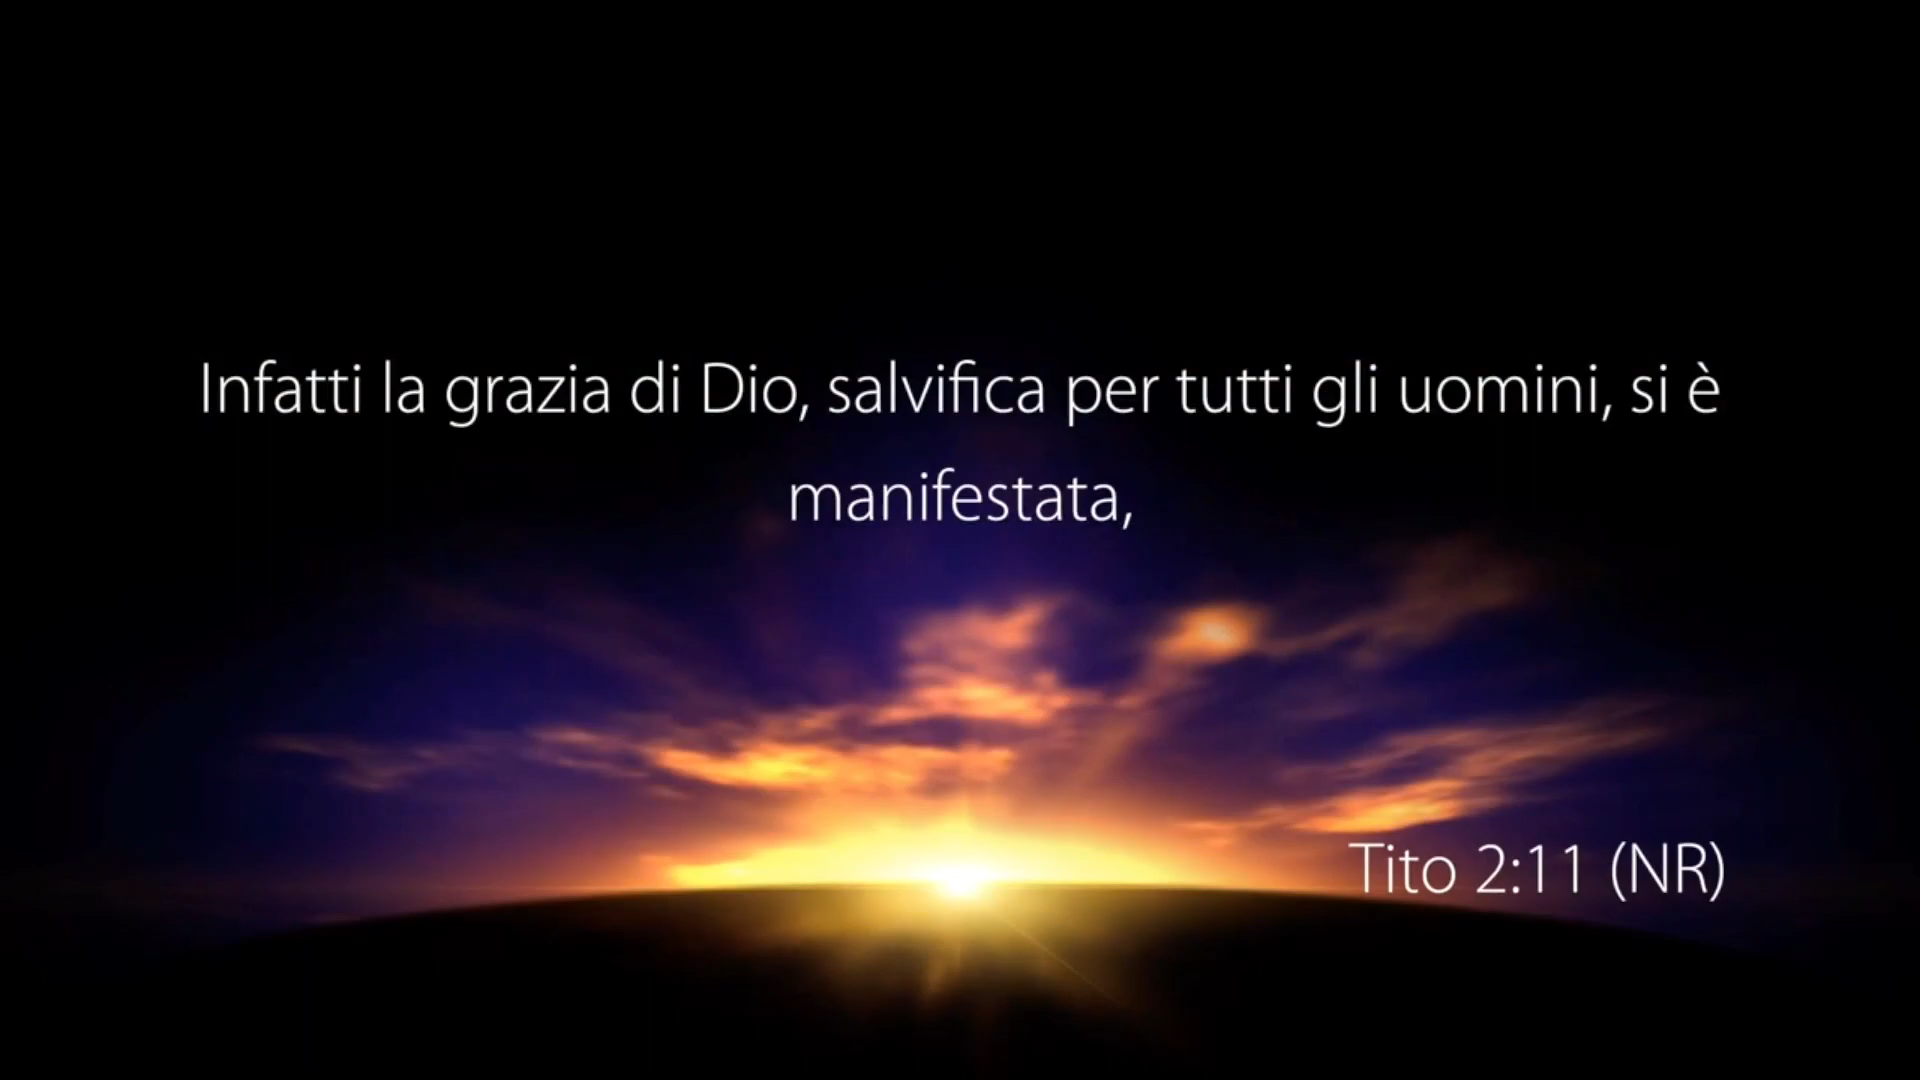 Infatti la grazia di Dio, salvifica per tutti gli uomini, si è
manifestata,
Tito 2:11 (NR)